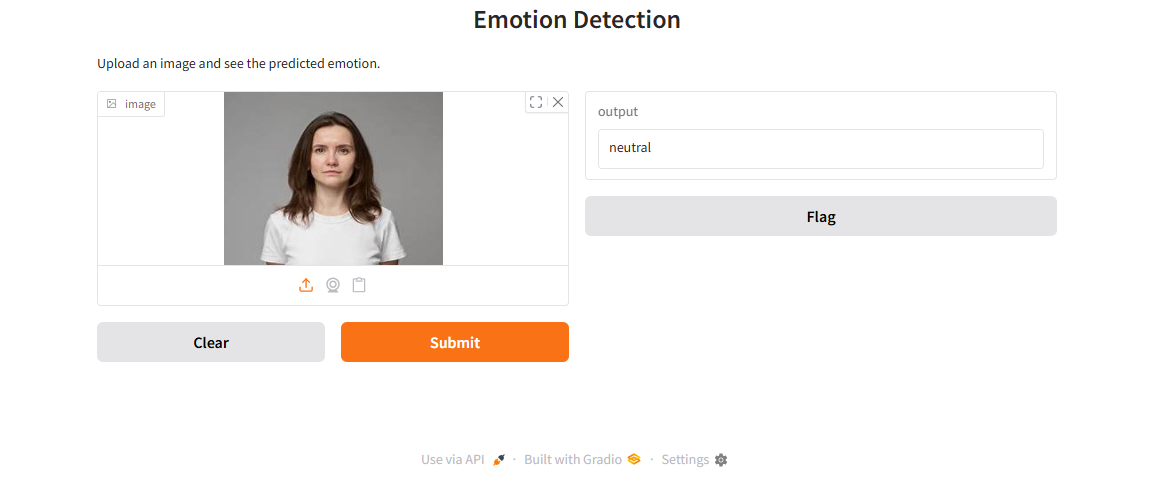 Emotion Detection
Upload an image and see the predicted emotion.
image
output
neutral
Flag
Clear
Submit
Use via API · Built with Gradio · Settings